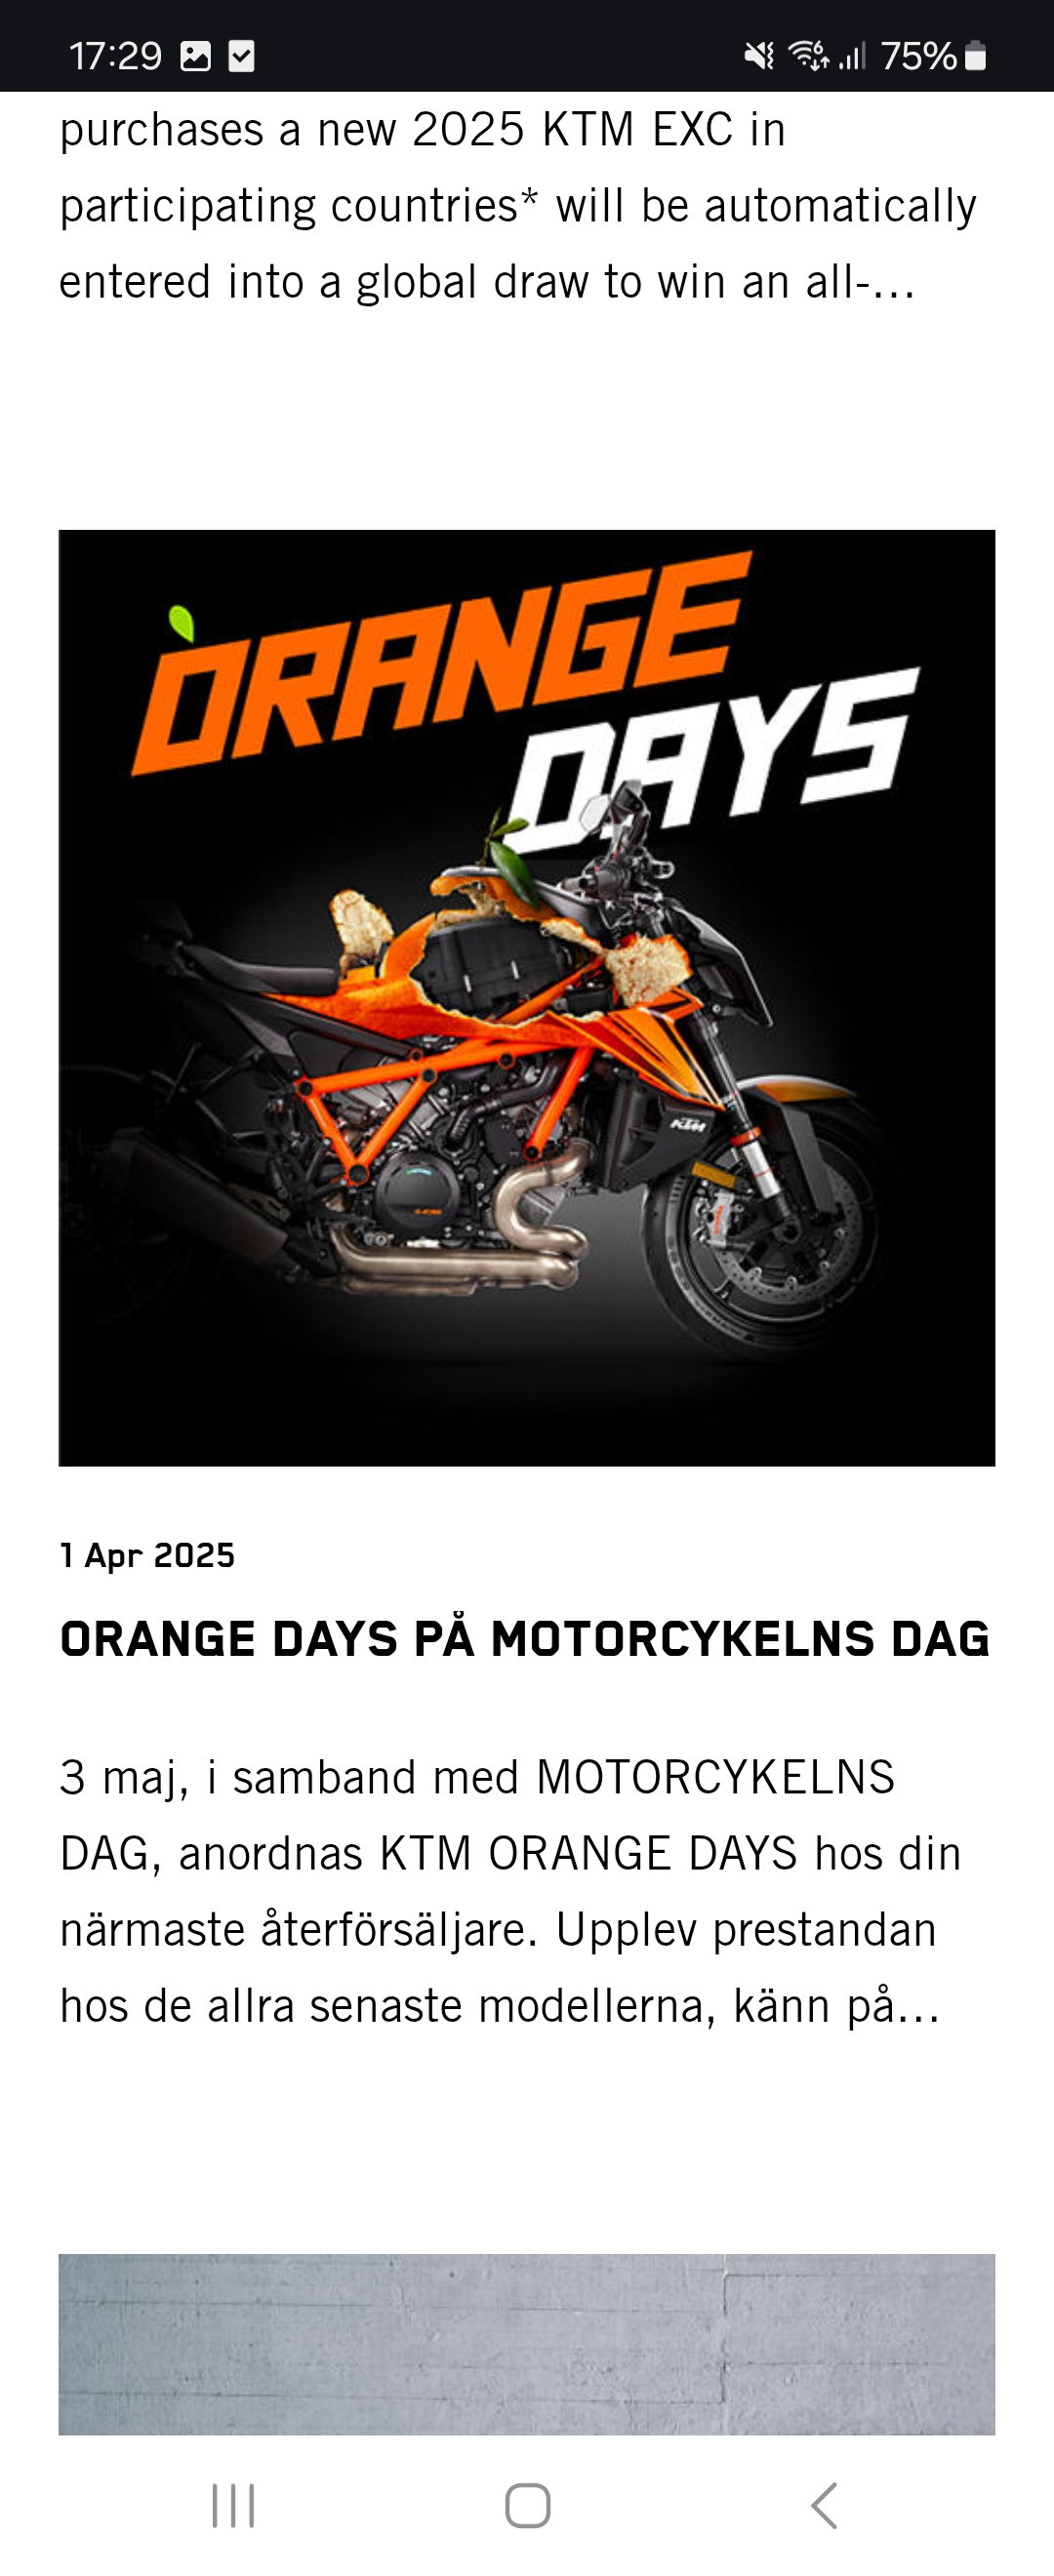 17:29 75%
purchases a new 2025 KTM EXC in
participating countries* will be automatically
entered into a global draw to win an all-...
ORANGE
DAYS
KTM
1 Apr 2025
ORANGE DAYS PÅ MOTORCYKELNS DAG
3 maj, i samband med MOTORCYKELNS
DAG, anordnas KTM ORANGE DAYS hos din
närmaste återförsäljare. Upplev prestandan
hos de allra senaste modellerna, känn på...